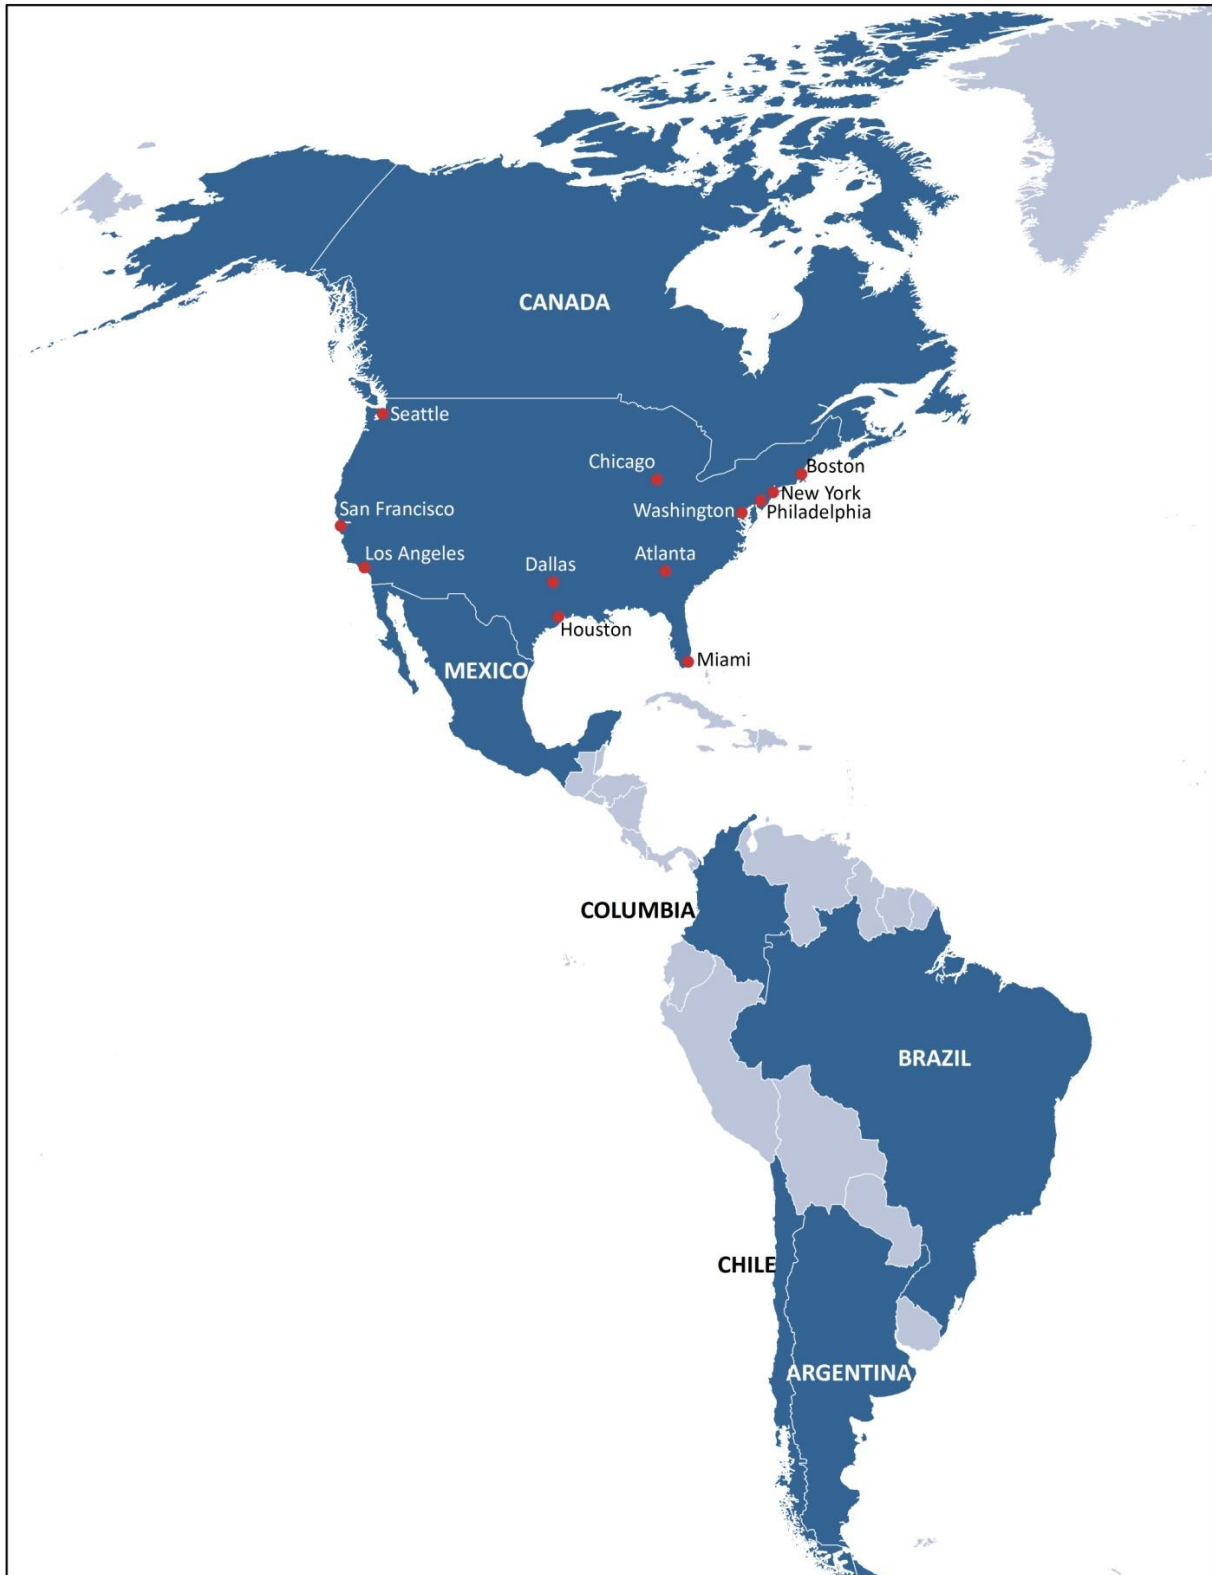 CANADA
Seattle
Chicago
Boston
New York
San Francisco
Washington
Philadelphia
Los Angeles
Dallas
Atlanta
Houston
Miami
MEXICO
COLUMBIA
BRAZIL
CHILE
ARGENTINA